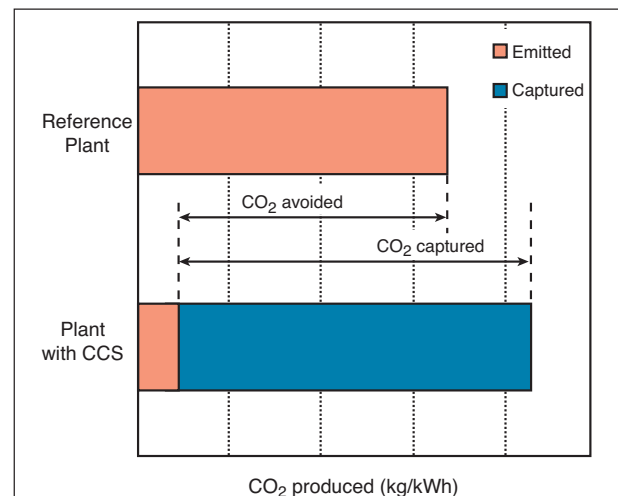 Emitted
Captured
Reference
Plant
CO₂ avoided
CO₂ captured
Plant
with CCS
CO₂ produced (kg/kWh)